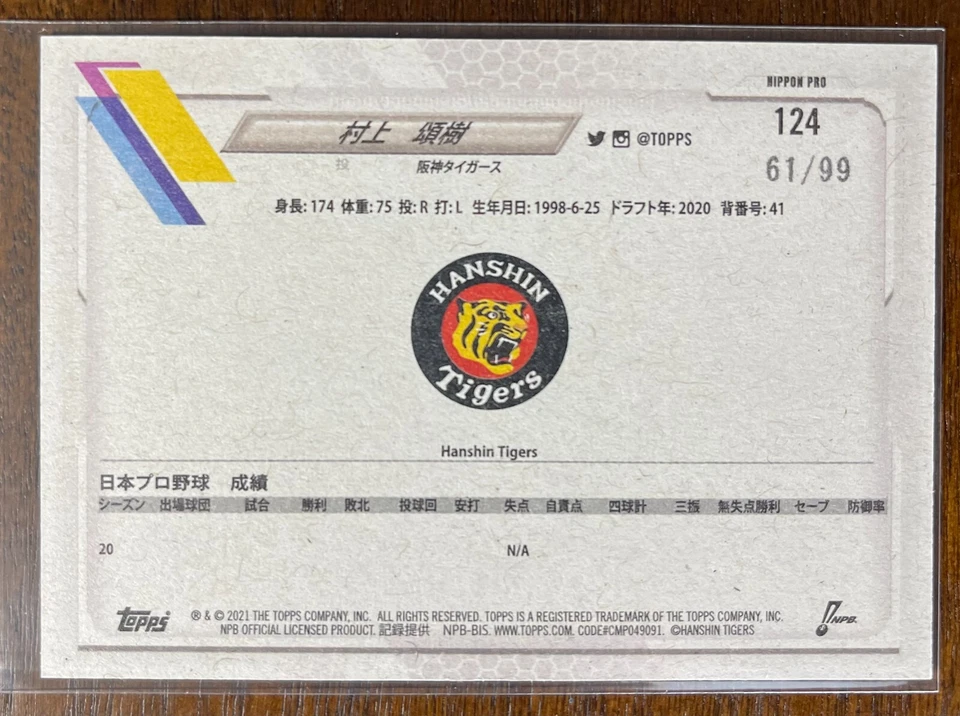 NIPPON PRO
124
61/99
村上 頌樹
@TOPPS
投
阪神タイガース
身長: 174 体重: 75 投: R 打: L 生年月日: 1998-6-25 ドラフト年: 2020 背番号: 41
HANSHIN
Tigers
Hanshin Tigers
日本プロ野球 成績
シーズン 出場球団 試合 勝利 敗北 投球回 安打 失点 自責点 四球計 三振 無失点勝利 セーブ 防御率
20 N/A
Topps
® & © 2021 THE TOPPS COMPANY, INC. ALL RIGHTS RESERVED. TOPPS IS A REGISTERED TRADEMARK OF THE TOPPS COMPANY, INC.
NPB OFFICIAL LICENSED PRODUCT. 記録提供 NPB-BIS. WWW.TOPPS.COM. CODE#CMP049091. ©HANSHIN TIGERS
NPB.